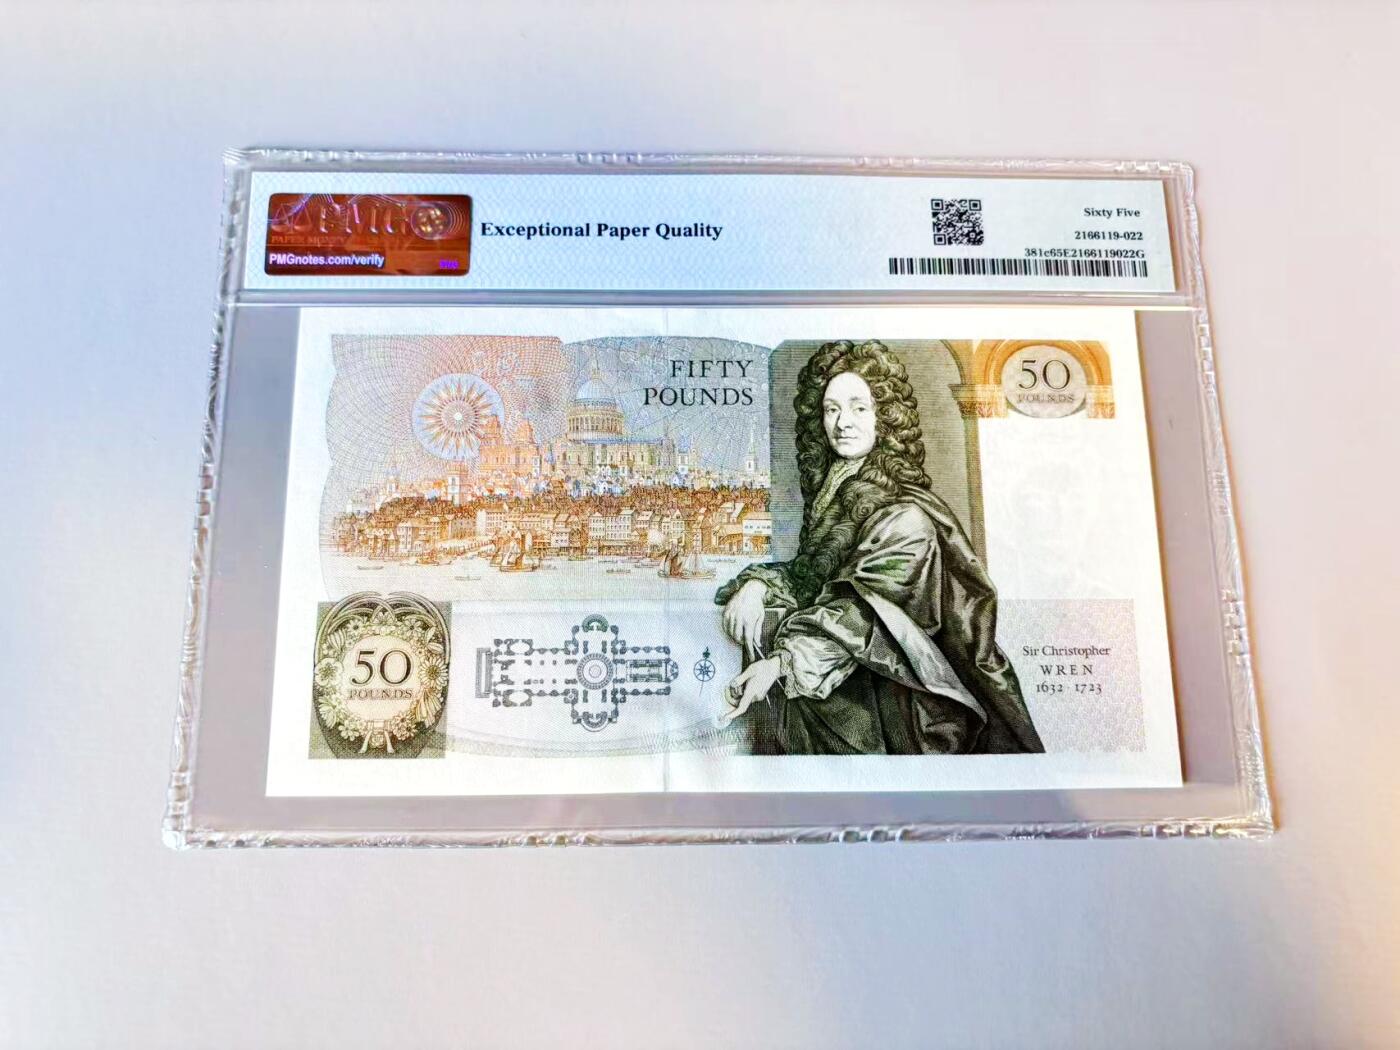 PMG
PAPER MONEY
PMGnotes.com/verify
Exceptional Paper Quality
Sixty Five
2166119-022
381c65E2166119022G
FIFTY
POUNDS
50
POUNDS
50
POUNDS
Sir Christopher
WREN
1632 · 1723